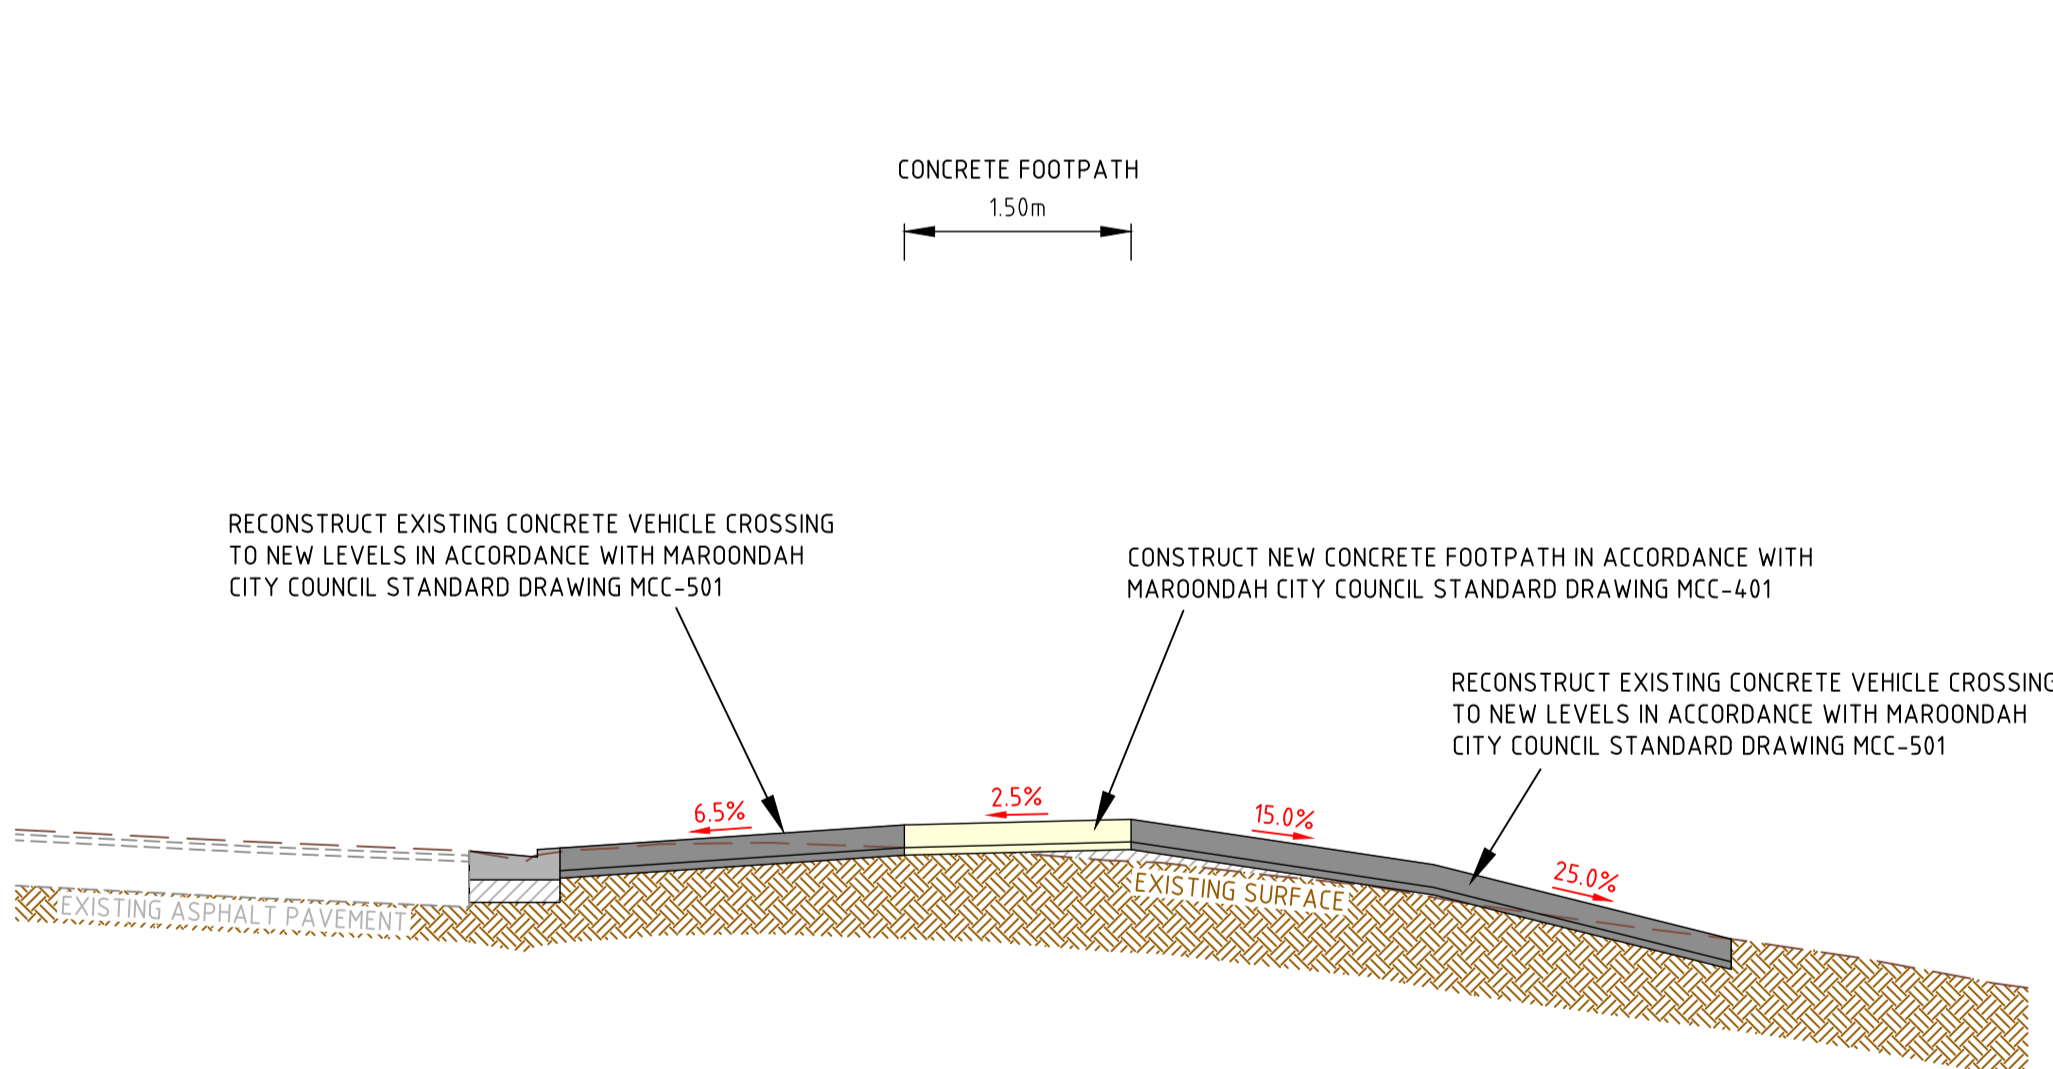 CONCRETE FOOTPATH
1.50m
RECONSTRUCT EXISTING CONCRETE VEHICLE CROSSING
TO NEW LEVELS IN ACCORDANCE WITH MAROONDAH
CITY COUNCIL STANDARD DRAWING MCC-501
CONSTRUCT NEW CONCRETE FOOTPATH IN ACCORDANCE WITH
MAROONDAH CITY COUNCIL STANDARD DRAWING MCC-401
RECONSTRUCT EXISTING CONCRETE VEHICLE CROSSING
TO NEW LEVELS IN ACCORDANCE WITH MAROONDAH
CITY COUNCIL STANDARD DRAWING MCC-501
6.5%
2.5%
15.0%
25.0%
EXISTING SURFACE
EXISTING ASPHALT PAVEMENT